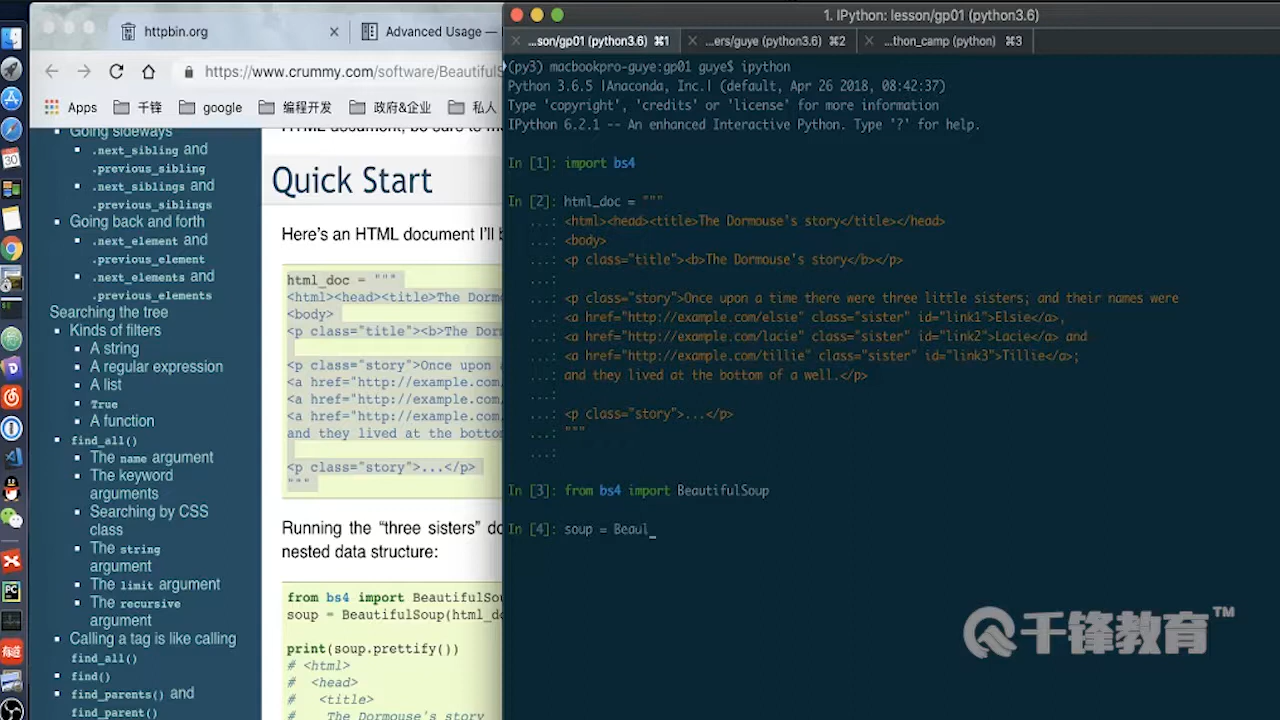 httpbin.org
Advanced Usage —
https://www.crummy.com/software/BeautifulS
Apps 千锋 google 编程开发 政府&企业 私人
Going sideways
.next_sibling and
.previous_sibling
.next_siblings and
.previous_siblings
Going back and forth
.next_element and
.previous_element
.next_elements and
.previous_elements
Searching the tree
Kinds of filters
A string
A regular expression
A list
True
A function
find_all()
The name argument
The keyword
arguments
Searching by CSS
class
The string
argument
The limit argument
The recursive
argument
Calling a tag is like calling
find_all()
find()
find_parents() and
find_parent()
HTML document, be sure to me
Quick Start
Here's an HTML document I'll b
html_doc = """
<html><head><title>The Dormo
<body>
<p class="title"><b>The Dor
<p class="story">Once upon a
<a href="http://example.com.
<a href="http://example.com.
<a href="http://example.com.
and they lived at the bottom
<p class="story">...</p>
"""
Running the “three sisters” do
nested data structure:
from bs4 import BeautifulSou
soup = BeautifulSoup(html_do
print(soup.prettify())
# <html>
#  <head>
#   <title>
#    The Dormouse's story
1. IPython: lesson/gp01 (python3.6)
...son/gp01 (python3.6) ⌘1
...ers/guye (python3.6) ⌘2
...thon_camp (python) ⌘3
(py3) macbookpro-guye:gp01 guye$ ipython
Python 3.6.5 |Anaconda, Inc.| (default, Apr 26 2018, 08:42:37)
Type 'copyright', 'credits' or 'license' for more information
IPython 6.2.1 -- An enhanced Interactive Python. Type '?' for help.
In [1]: import bs4
In [2]: html_doc = """
...: <html><head><title>The Dormouse's story</title></head>
...: <body>
...: <p class="title"><b>The Dormouse's story</b></p>
...:
...: <p class="story">Once upon a time there were three little sisters; and their names were
...: <a href="http://example.com/elsie" class="sister" id="link1">Elsie</a>,
...: <a href="http://example.com/lacie" class="sister" id="link2">Lacie</a> and
...: <a href="http://example.com/tillie" class="sister" id="link3">Tillie</a>;
...: and they lived at the bottom of a well.</p>
...:
...: <p class="story">...</p>
...: """
...:
In [3]: from bs4 import BeautifulSoup
In [4]: soup = Beaul_
千锋教育™